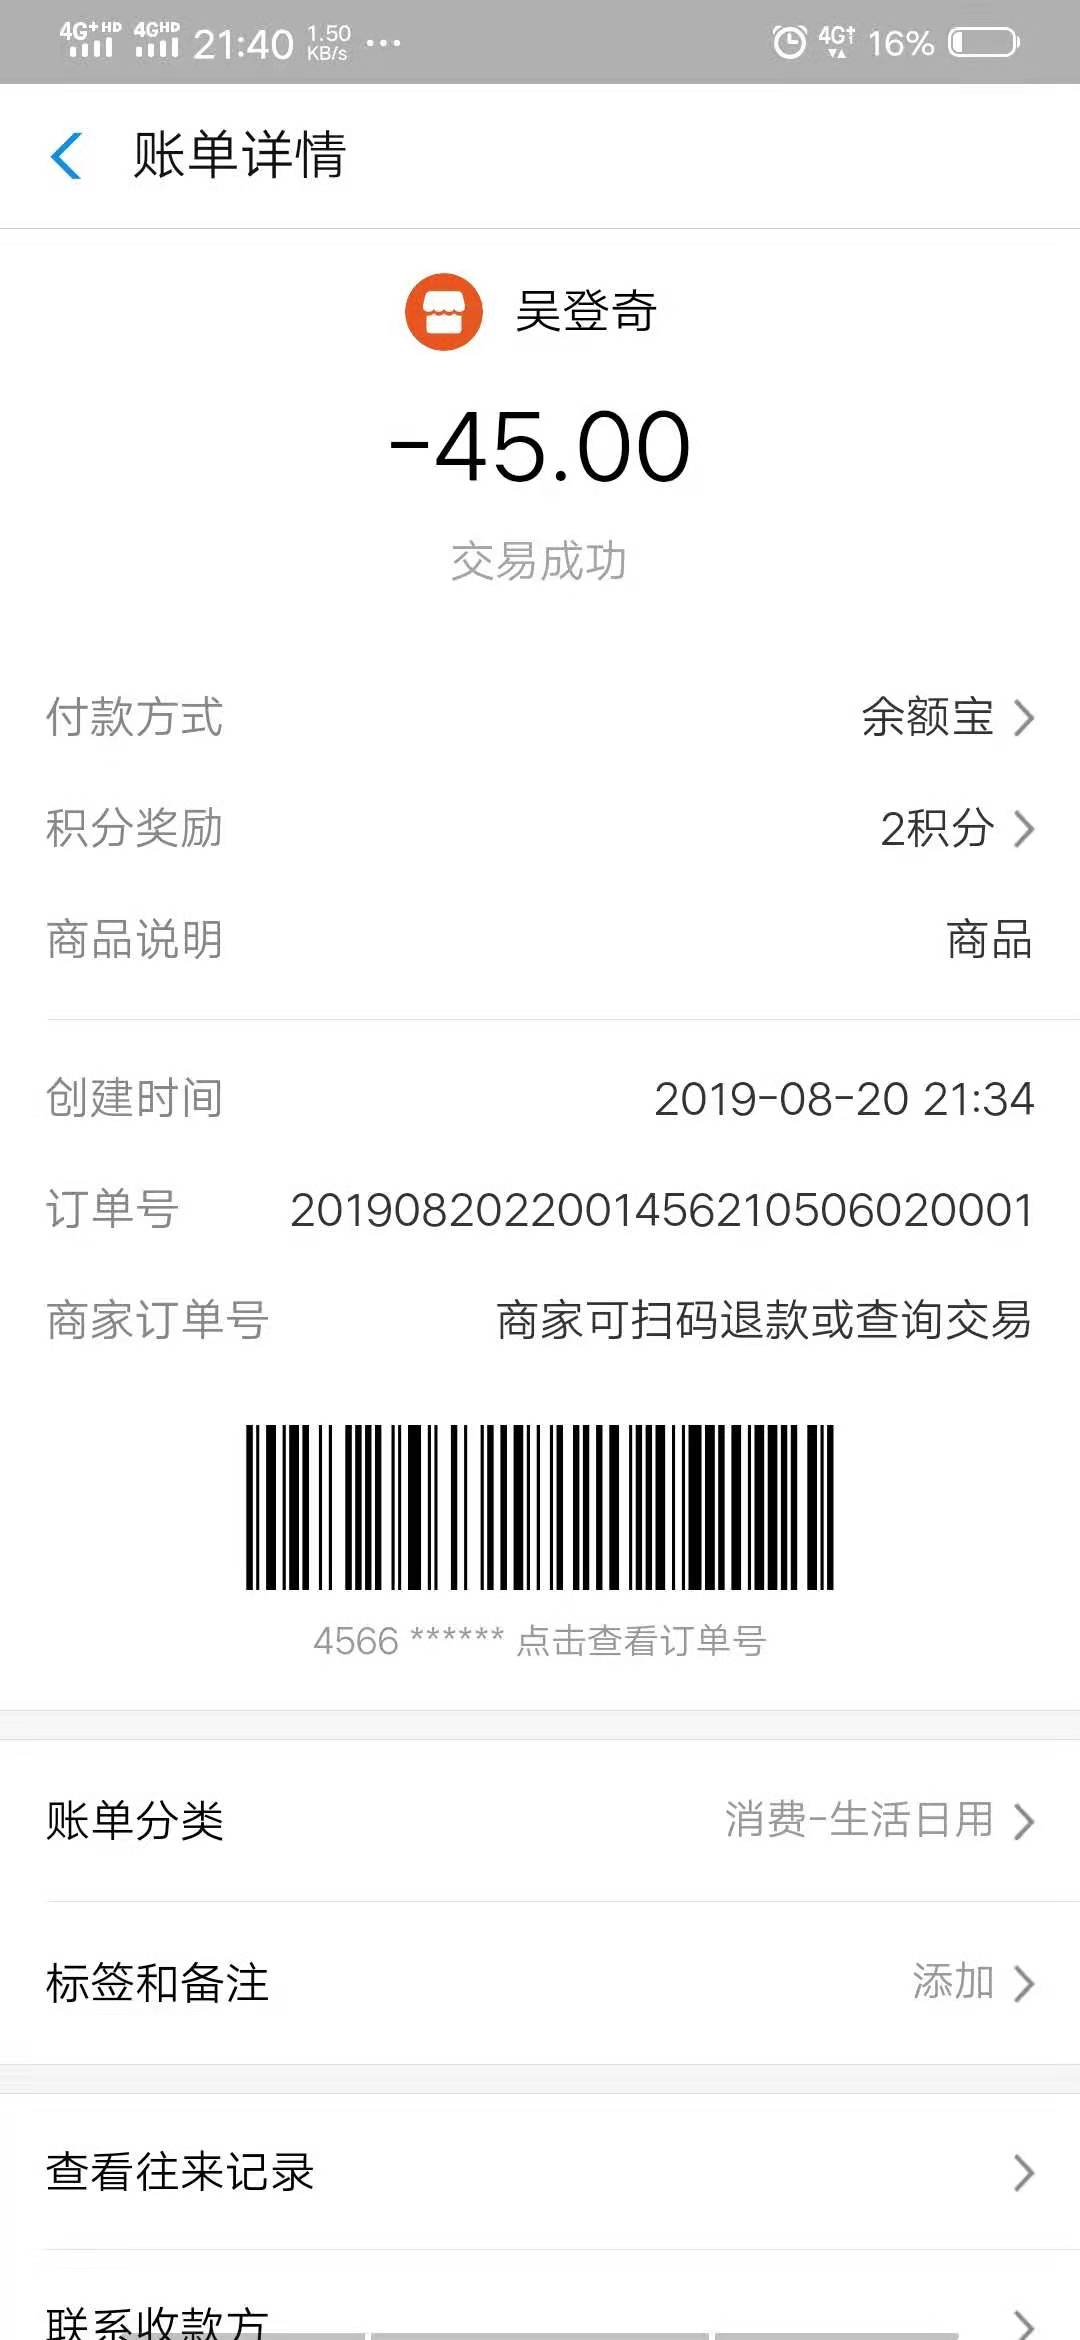 4G+HD 4GHD 21:40 1.50 KB/s ... 4G↑ 16%
账单详情
吴登奇
-45.00
交易成功
付款方式 余额宝
积分奖励 2积分
商品说明 商品
创建时间 2019-08-20 21:34
订单号 2019082022001456210506020001
商家订单号 商家可扫码退款或查询交易
4566 ****** 点击查看订单号
账单分类 消费-生活日用
标签和备注 添加
查看往来记录
联系收款方